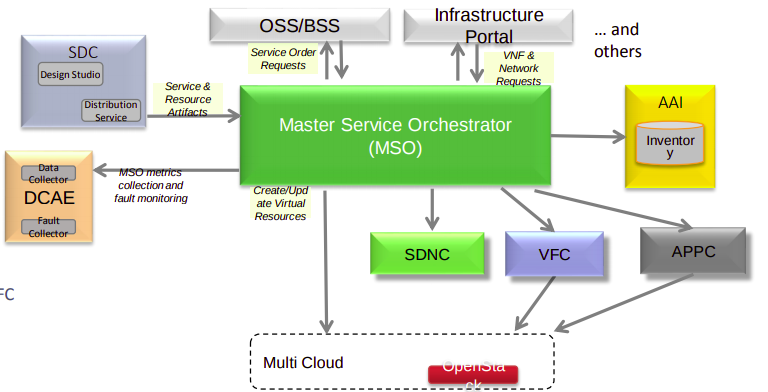 OSS/BSS
Infrastructure
Portal
... and
others
SDC
Design Studio
Distribution
Service
Service Order
Requests
VNF &
Network
Requests
Service &
Resource
Artifacts
Master Service Orchestrator
(MSO)
AAI
Inventor
y
Data
Collector
DCAE
Fault
Collector
MSO metrics
collection and
fault monitoring
Create/Upd
ate Virtual
Resources
SDNC
VFC
APPC
FC
Multi Cloud
OpenSta
ck